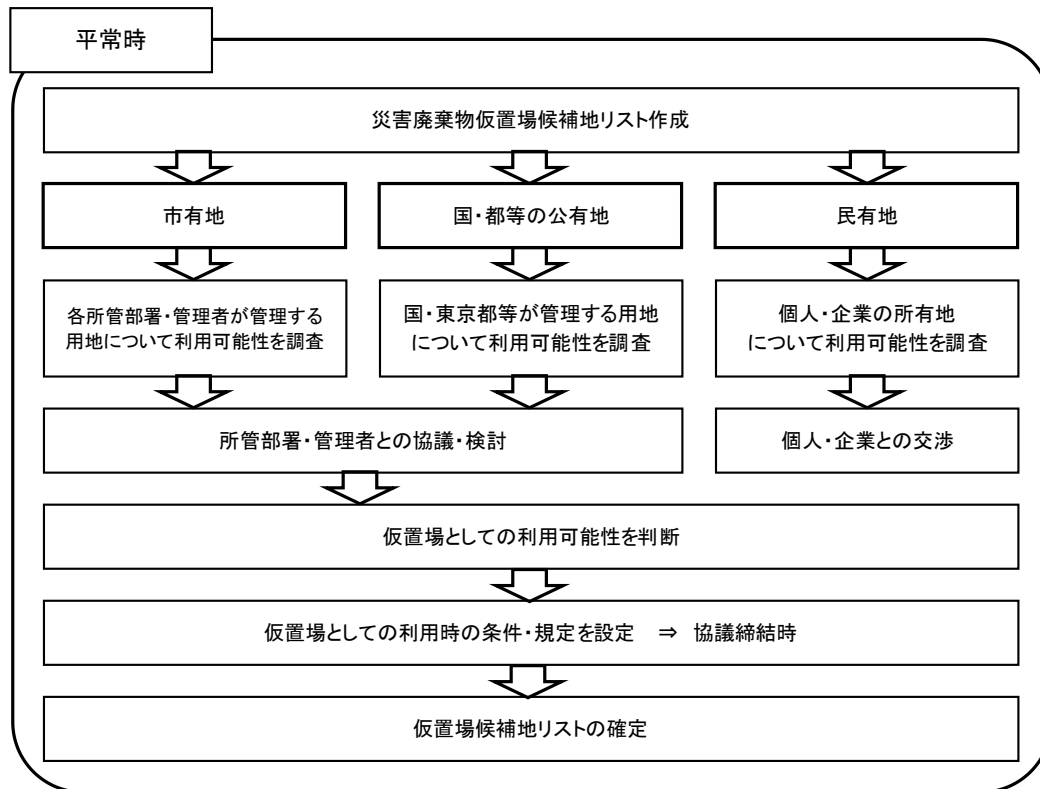 平常時
災害廃棄物仮置場候補地リスト作成
市有地
国・都等の公有地
民有地
各所管部署・管理者が管理する
用地について利用可能性を調査
国・東京都等が管理する用地
について利用可能性を調査
個人・企業の所有地
について利用可能性を調査
所管部署・管理者との協議・検討
個人・企業との交渉
仮置場としての利用可能性を判断
仮置場としての利用時の条件・規定を設定 ⇒ 協議締結時
仮置場候補地リストの確定